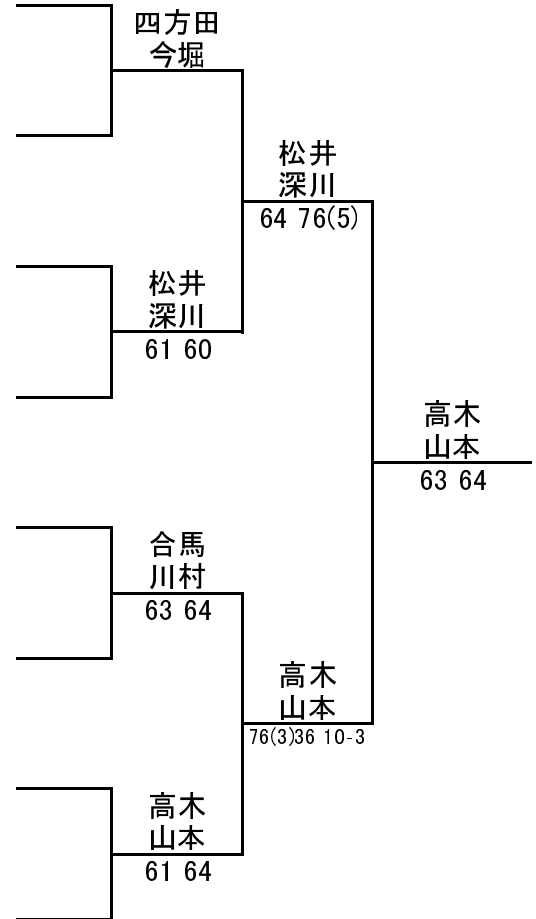 四方田
今堀
松井
深川
64 76(5)
松井
深川
61 60
高木
山本
63 64
合馬
川村
63 64
高木
山本
76(3)36 10-3
高木
山本
61 64